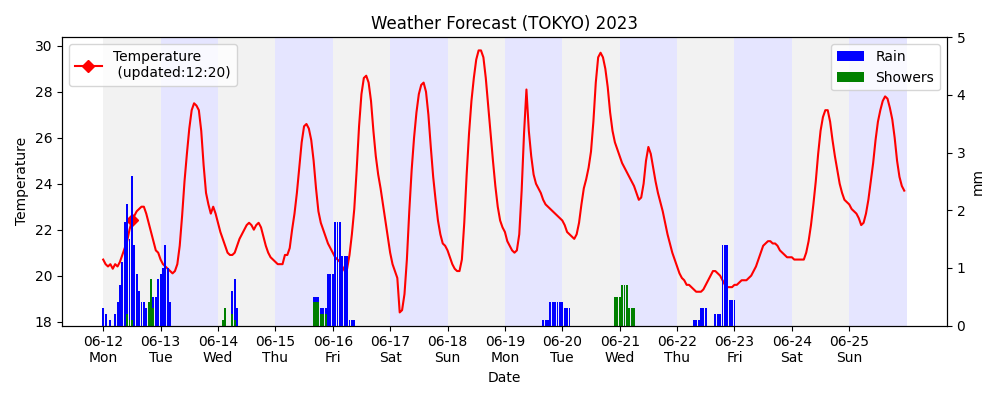 Weather Forecast (TOKYO) 2023
Temperature
(updated:12:20)
Rain
Showers
Temperature
30
28
26
24
22
20
18
5
4
3
2
1
0
mm
06-12 06-13 06-14 06-15 06-16 06-17 06-18 06-19 06-20 06-21 06-22 06-23 06-24 06-25
Mon Tue Wed Thu Fri Sat Sun Mon Tue Wed Thu Fri Sat Sun
Date